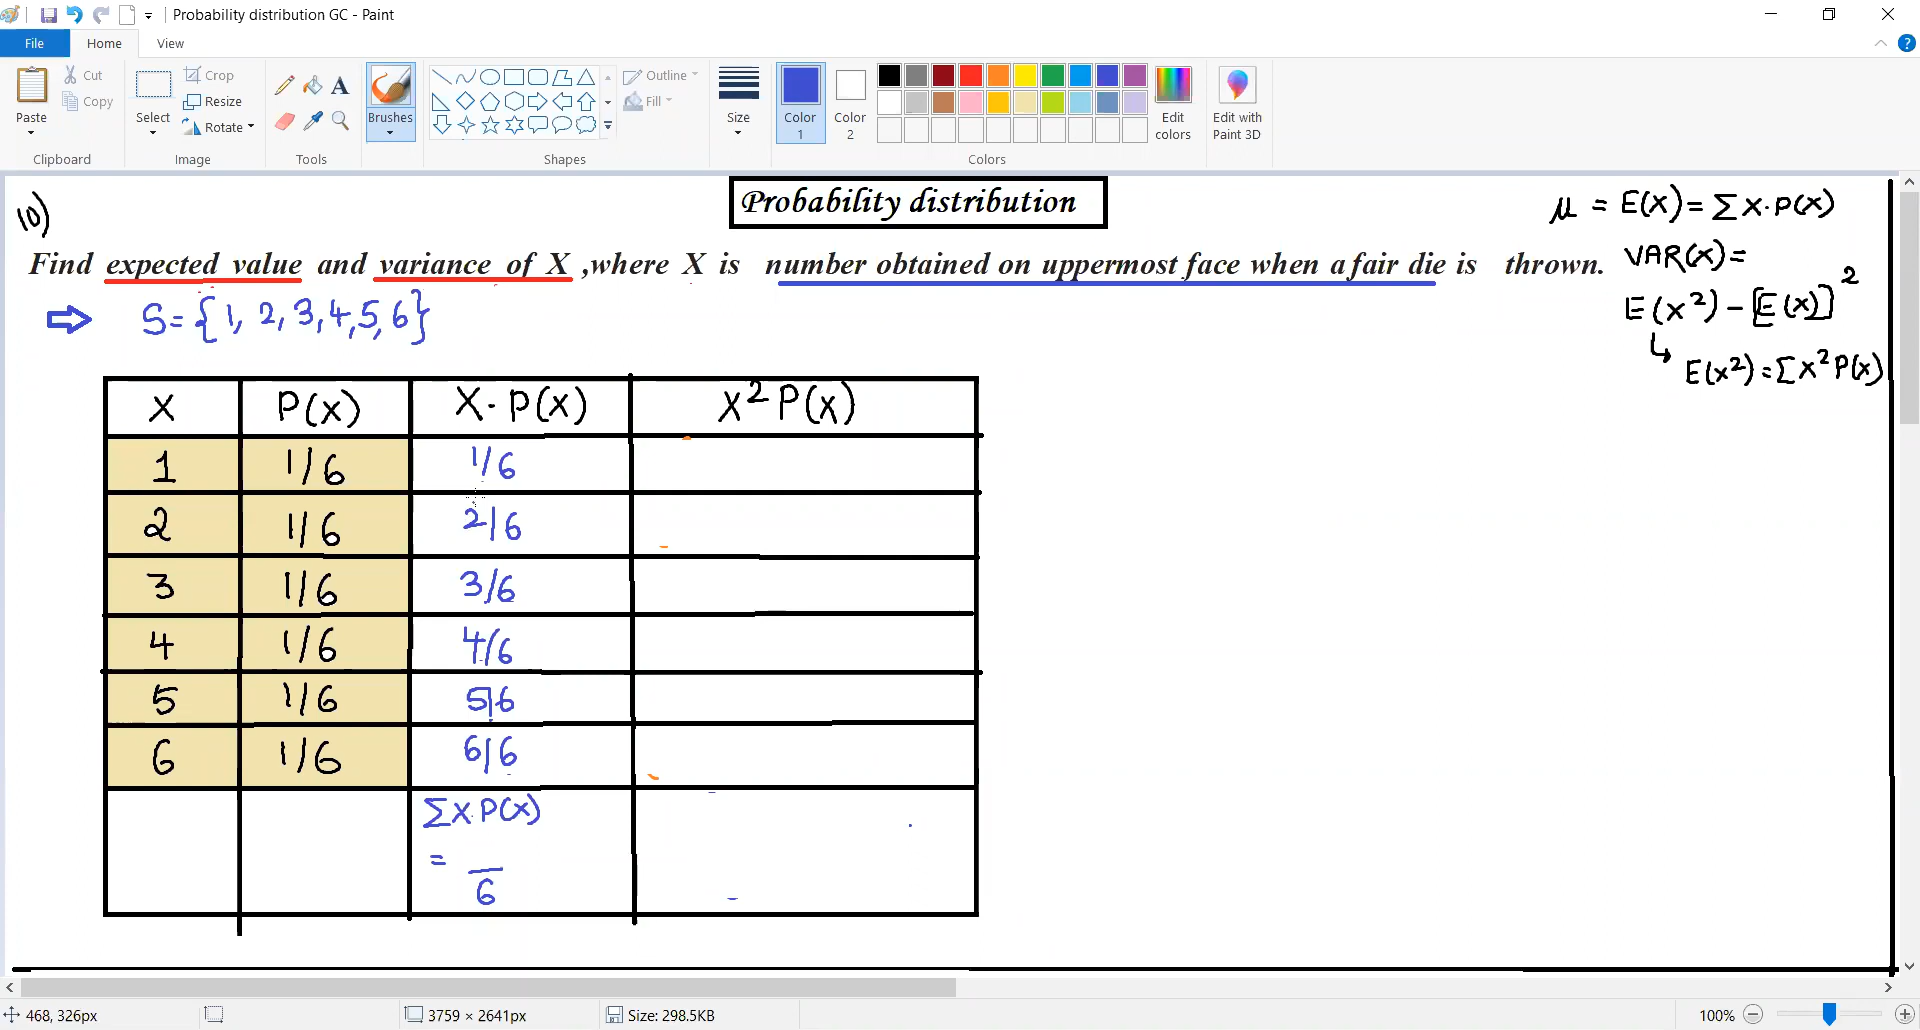 Probability distribution GC - Paint
File Home View
Paste Cut Copy Clipboard
Select Crop Resize Rotate Image
Tools
Brushes
Shapes Outline Fill
Size
Color 1 Color 2 Colors
Edit colors
Edit with Paint 3D
10)
Probability distribution
μ = E(X) = Σ X·P(X)
Find expected value and variance of X ,where X is number obtained on uppermost face when a fair die is thrown.
VAR(X) =
E(X²) - [E(X)]²
↳ E(X²) = Σ X² P(X)
⇒ S = {1, 2, 3, 4, 5, 6}
X P(X) X·P(X) X² P(X)
1 1/6 1/6
2 1/6 2/6
3 1/6 3/6
4 1/6 4/6
5 1/6 5/6
6 1/6 6/6
ΣX·P(X)
=
6
468, 326px 3759 × 2641px Size: 298.5KB 100%